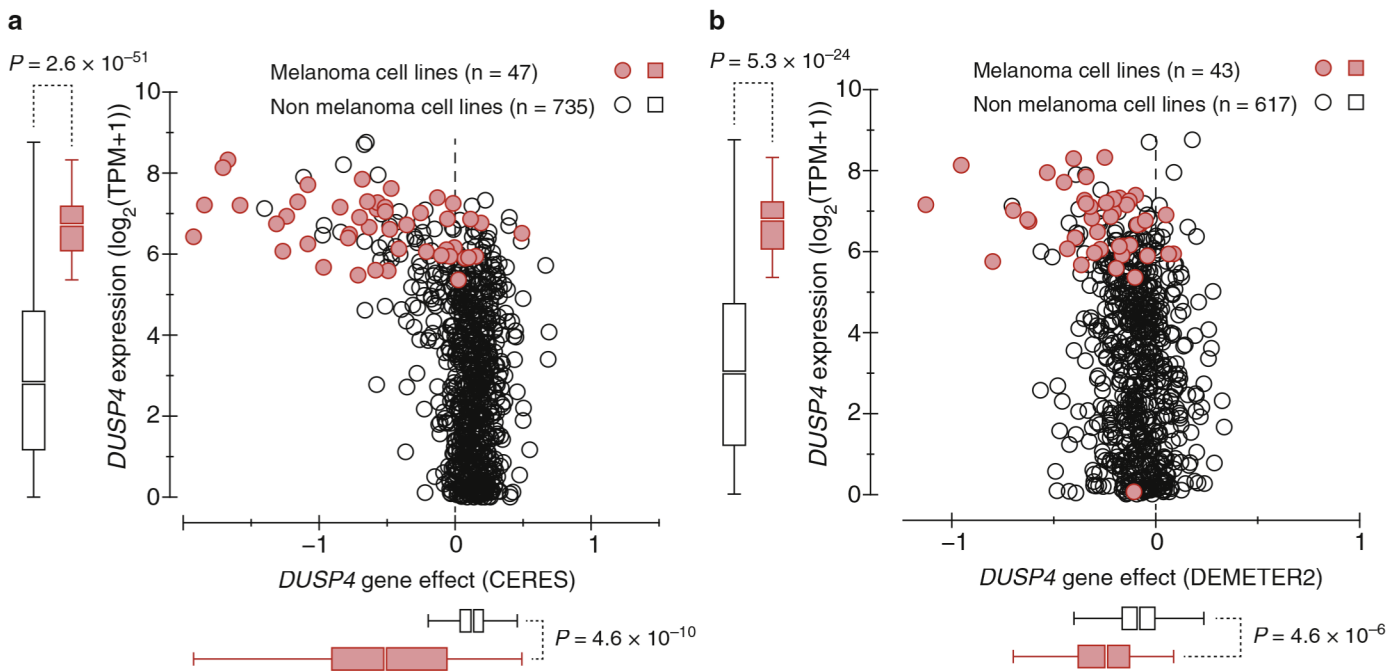 a
P = 2.6 × 10⁻⁵¹
Melanoma cell lines (n = 47)
Non melanoma cell lines (n = 735)
DUSP4 expression (log₂(TPM+1))
10
8
6
4
2
0
−1
0
1
DUSP4 gene effect (CERES)
P = 4.6 × 10⁻¹⁰
b
P = 5.3 × 10⁻²⁴
Melanoma cell lines (n = 43)
Non melanoma cell lines (n = 617)
DUSP4 expression (log₂(TPM+1))
10
8
6
4
2
0
−1
0
1
DUSP4 gene effect (DEMETER2)
P = 4.6 × 10⁻⁶